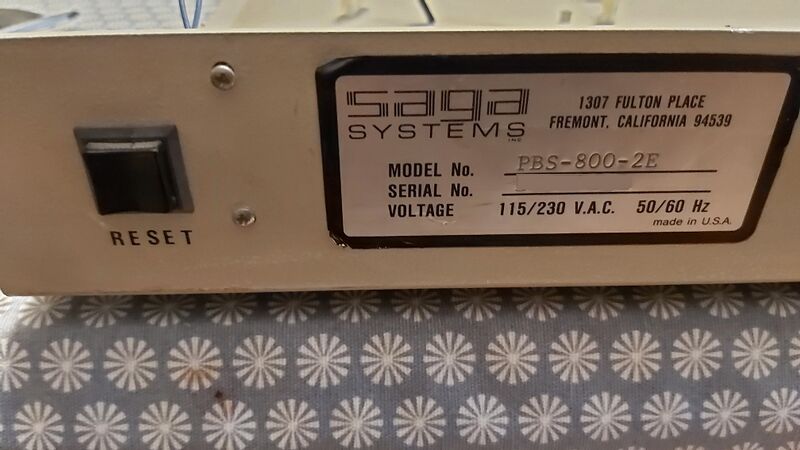 saga
SYSTEMS INC
1307 FULTON PLACE
FREMONT, CALIFORNIA 94539
MODEL No. PBS-800-2E
SERIAL No.
VOLTAGE 115/230 V.A.C. 50/60 Hz
made in U.S.A.
RESET